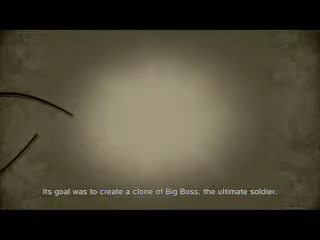 Its goal was to create a clone of Big Boss, the ultimate soldier.